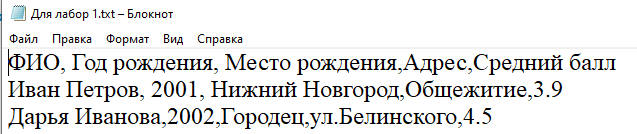 Для лабор 1.txt – Блокнот
Файл Правка Формат Вид Справка
ФИО, Год рождения, Место рождения,Адрес,Средний балл
Иван Петров, 2001, Нижний Новгород,Общежитие,3.9
Дарья Иванова,2002,Городец,ул.Белинского,4.5